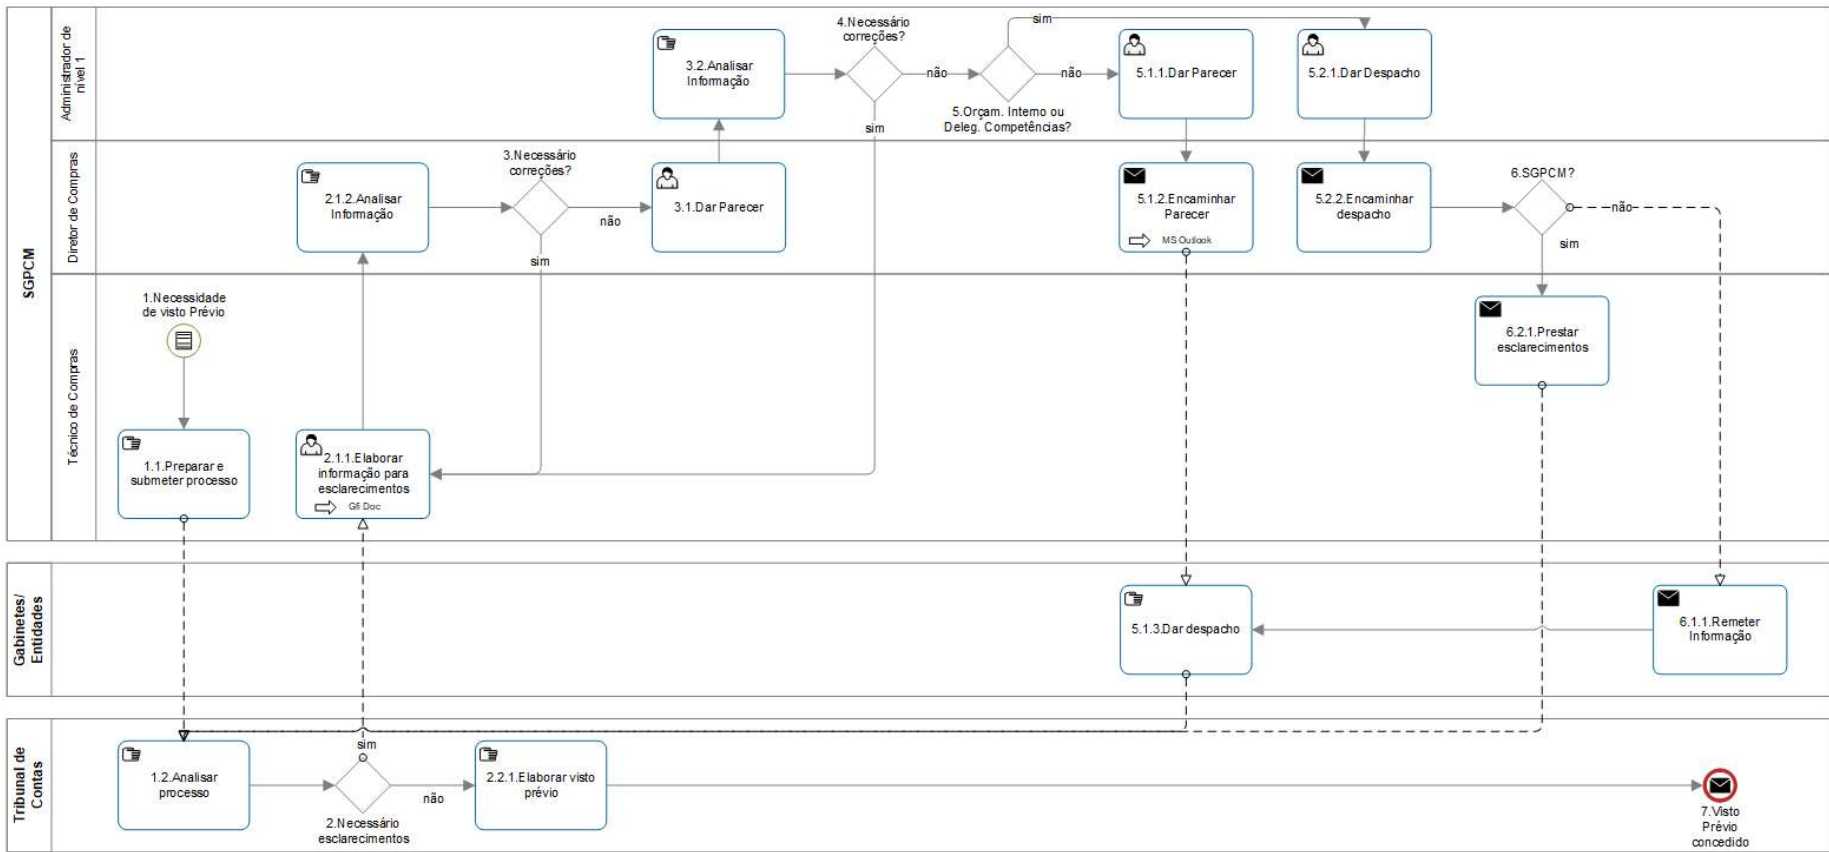 SGPCM
Administrador de
nível 1
3.2.Analisar
Informação
4.Necessário
correções?
não
sim
5.Orçam. Interno ou
Deleg. Competências?
sim
não
5.1.1.Dar Parecer
5.2.1.Dar Despacho
Diretor de Compras
2.1.2.Analisar
Informação
3.Necessário
correções?
não
sim
3.1.Dar Parecer
5.1.2.Encaminhar
Parecer
MS Outlook
5.2.2.Encaminhar
despacho
6.SGPCM?
não
sim
Técnico de Compras
1.Necessidade
de visto Prévio
1.1.Preparar e
submeter processo
2.1.1.Elaborar
informação para
esclarecimentos
Gfi Doc
6.2.1.Prestar
esclarecimentos
Gabinetes/
Entidades
5.1.3.Dar despacho
6.1.1.Remeter
Informação
Tribunal de
Contas
1.2.Analisar
processo
sim
não
2.Necessário
esclarecimentos
2.2.1.Elaborar visto
prévio
7.Visto
Prévio
concedido